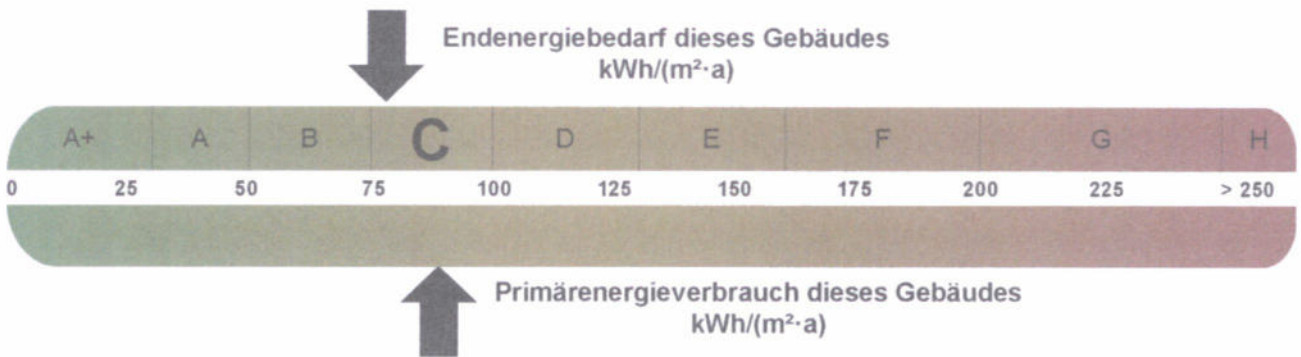 Endenergiebedarf dieses Gebäudes
kWh/(m²·a)
A+ A B C D E F G H
0 25 50 75 100 125 150 175 200 225 > 250
Primärenergieverbrauch dieses Gebäudes
kWh/(m²·a)